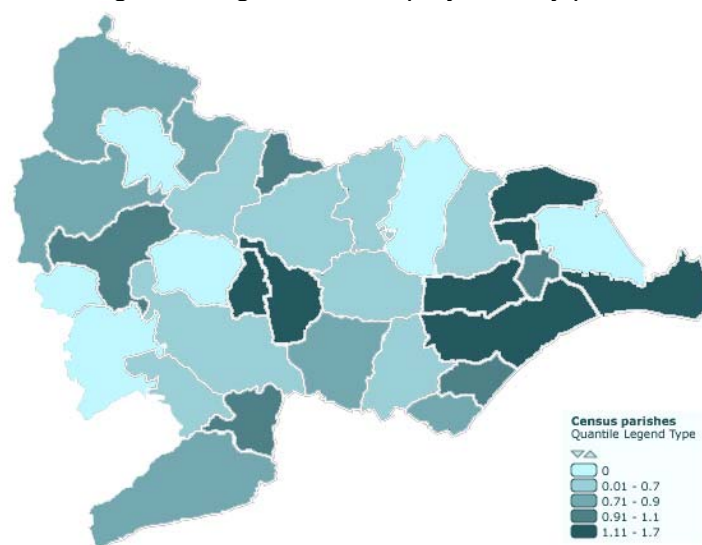 Census parishes
Quantile Legend Type
0
0.01 - 0.7
0.71 - 0.9
0.91 - 1.1
1.11 - 1.7